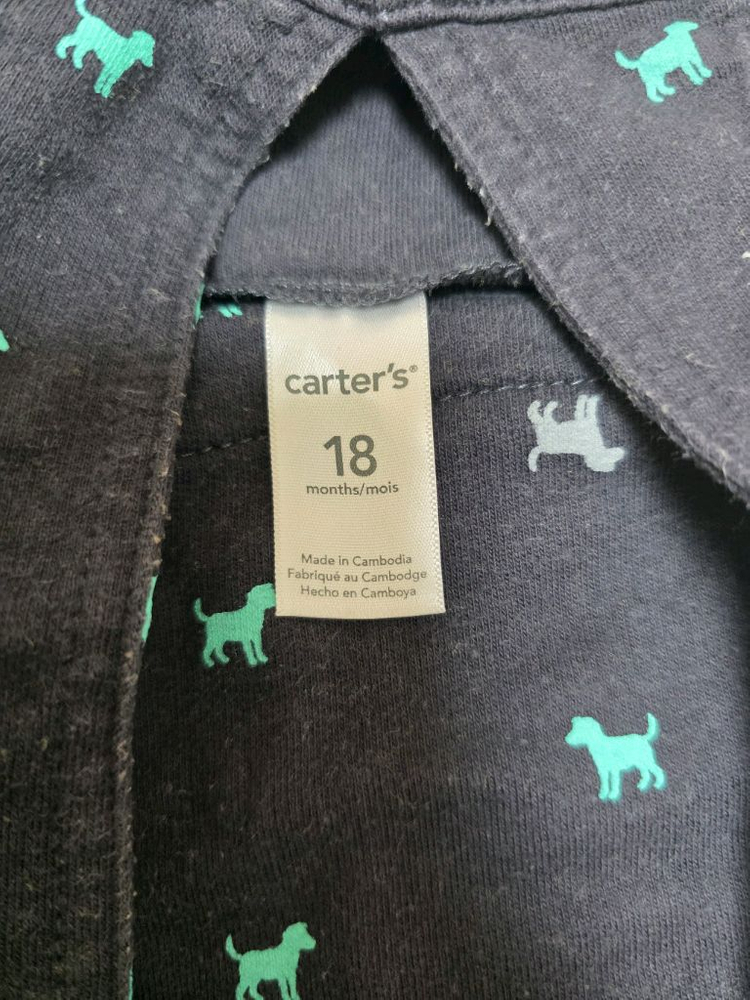 carter's®
18
months/mois
Made in Cambodia
Fabriqué au Cambodge
Hecho en Camboya